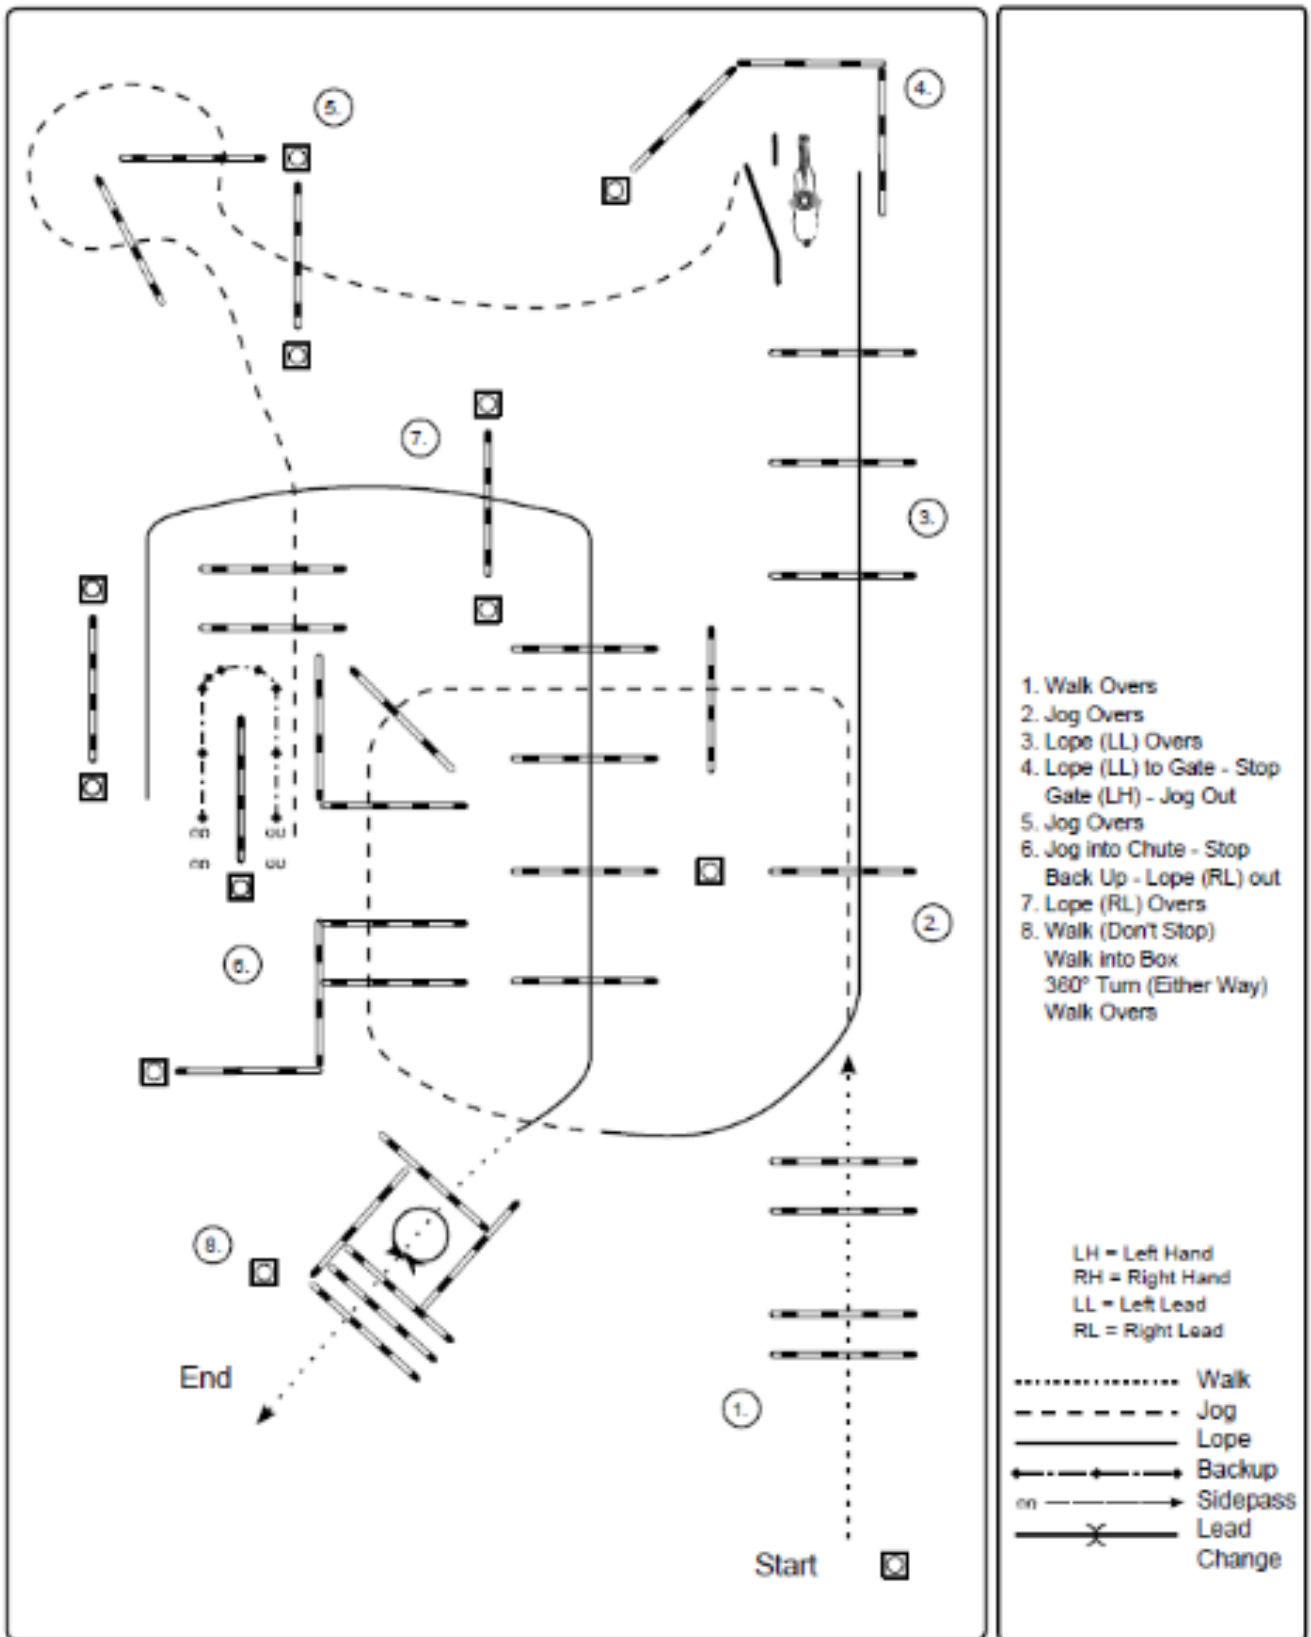 5.
4.
7.
3.
2.
6.
8.
End
1.
Start
1. Walk Overs
2. Jog Overs
3. Lope (LL) Overs
4. Lope (LL) to Gate - Stop
Gate (LH) - Jog Out
5. Jog Overs
6. Jog into Chute - Stop
Back Up - Lope (RL) out
7. Lope (RL) Overs
8. Walk (Don't Stop)
Walk into Box
360° Turn (Either Way)
Walk Overs
LH = Left Hand
RH = Right Hand
LL = Left Lead
RL = Right Lead
Walk
Jog
Lope
Backup
Sidepass
Lead
Change